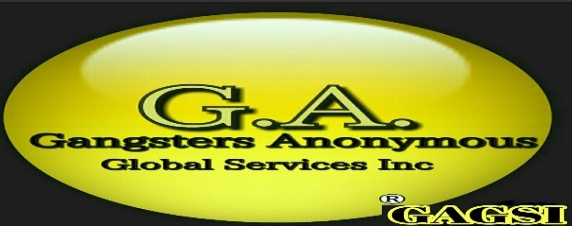 G.A.
Gangsters Anonymous
Global Services Inc
® GAGSI